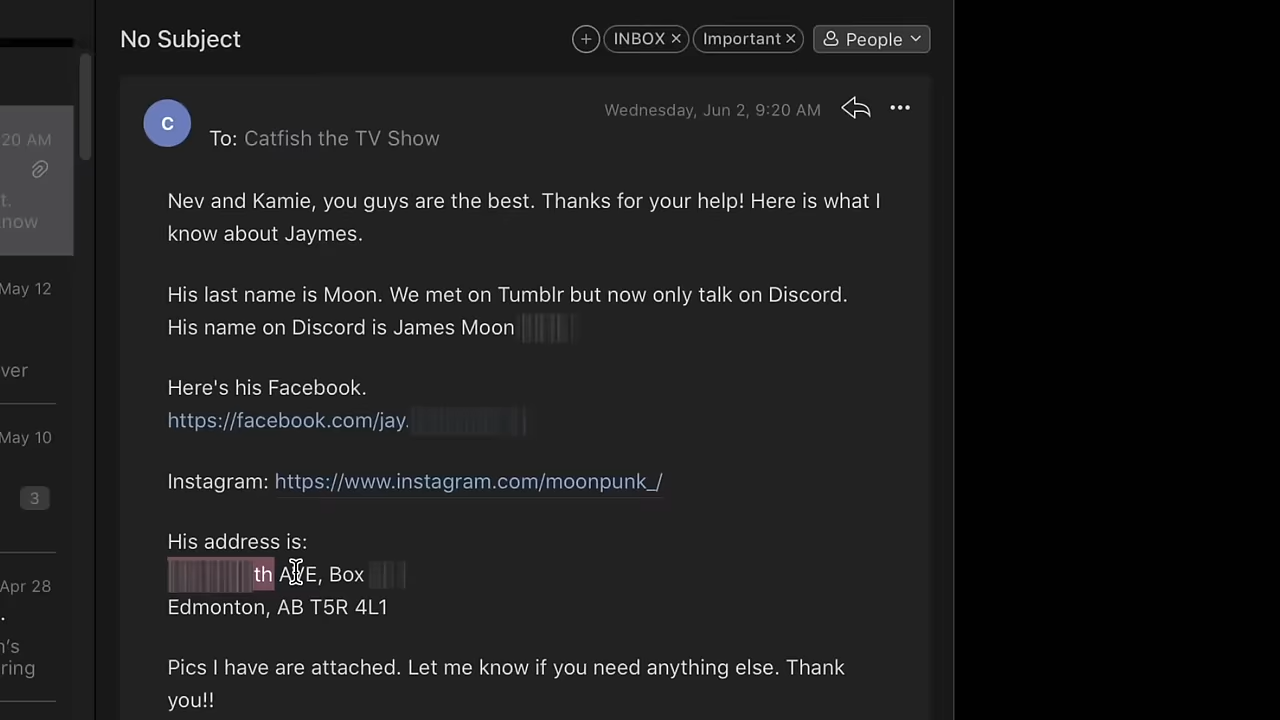 No Subject
+ INBOX × Important × People
:20 AM
t.
now
May 12
ver
May 10
3
Apr 28
.
n's
ring
C
Wednesday, Jun 2, 9:20 AM
To: Catfish the TV Show
Nev and Kamie, you guys are the best. Thanks for your help! Here is what I
know about Jaymes.
His last name is Moon. We met on Tumblr but now only talk on Discord.
His name on Discord is James Moon
Here's his Facebook.
https://facebook.com/jay.
Instagram: https://www.instagram.com/moonpunk_/
His address is:
th AVE, Box
Edmonton, AB T5R 4L1
Pics I have are attached. Let me know if you need anything else. Thank
you!!